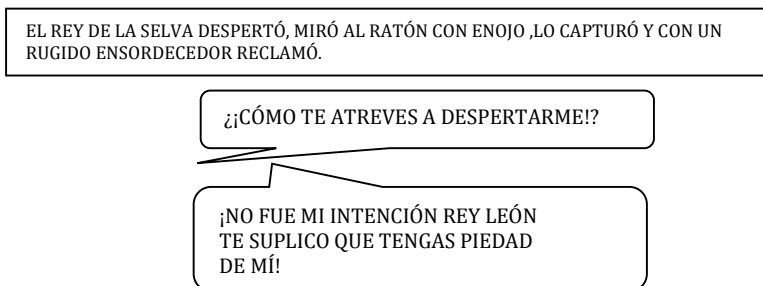 EL REY DE LA SELVA DESPERTÓ, MIRÓ AL RATÓN CON ENOJO ,LO CAPTURÓ Y CON UN
RUGIDO ENSORDECEDOR RECLAMÓ.
¿¡CÓMO TE ATREVES A DESPERTARME!?
¡NO FUE MI INTENCIÓN REY LEÓN
TE SUPLICO QUE TENGAS PIEDAD
DE MÍ!